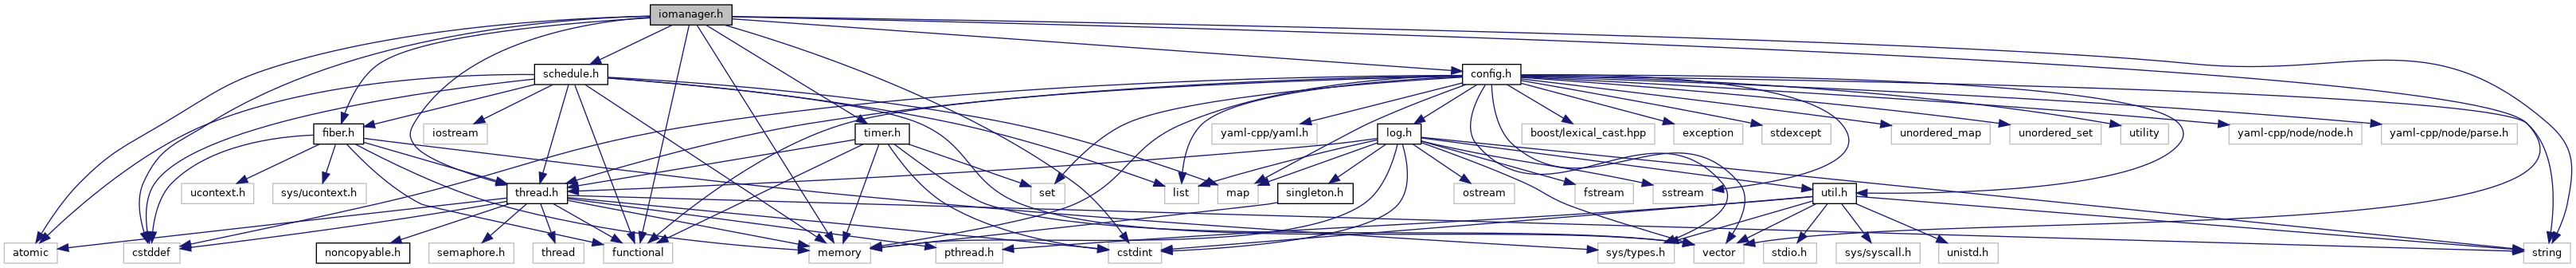 iomanager.h
schedule.h
config.h
fiber.h
iostream
timer.h
yaml-cpp/yaml.h
log.h
boost/lexical_cast.hpp
exception
stdexcept
unordered_map
unordered_set
utility
yaml-cpp/node/node.h
yaml-cpp/node/parse.h
ucontext.h
sys/ucontext.h
thread.h
set
list
map
singleton.h
ostream
fstream
sstream
util.h
atomic
cstddef
noncopyable.h
semaphore.h
thread
functional
memory
pthread.h
cstdint
sys/types.h
vector
stdio.h
sys/syscall.h
unistd.h
string